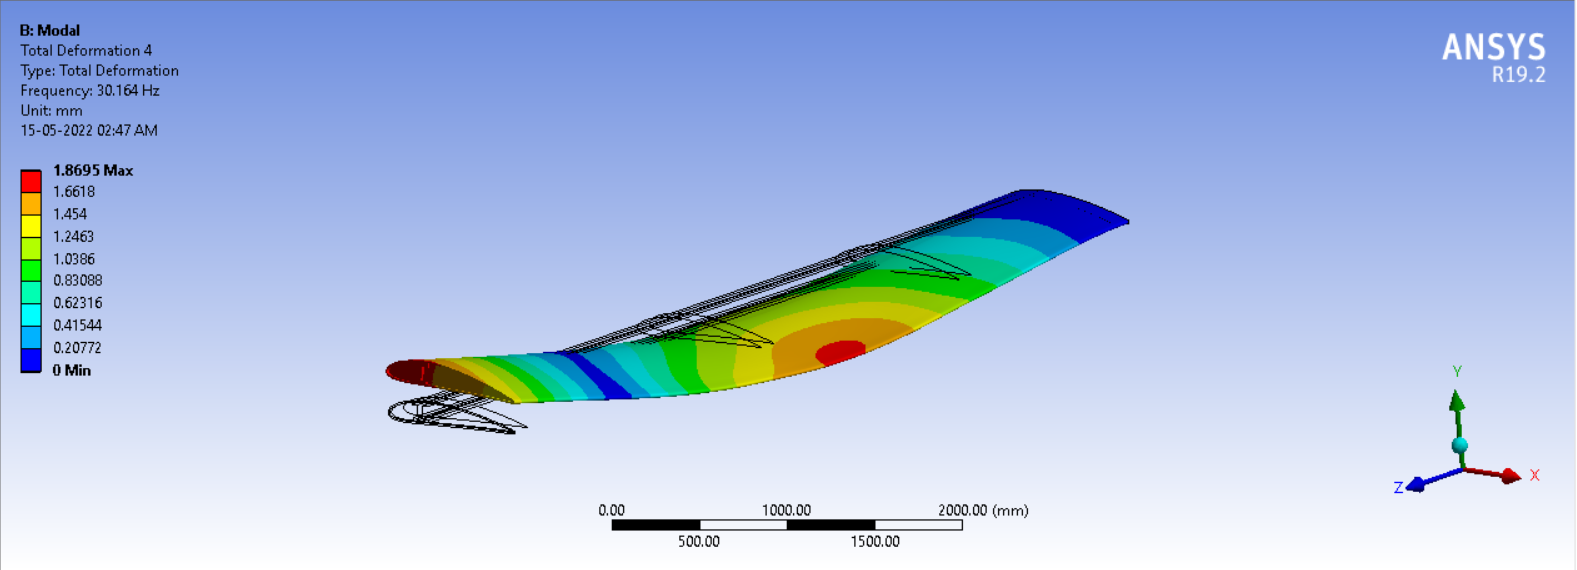 B: Modal
Total Deformation 4
Type: Total Deformation
Frequency: 30.164 Hz
Unit: mm
15-05-2022 02:47 AM
ANSYS
R19.2
1.8695 Max
1.6618
1.454
1.2463
1.0386
0.83088
0.62316
0.41544
0.20772
0 Min
0.00 1000.00 2000.00 (mm)
500.00 1500.00
Y
X
Z